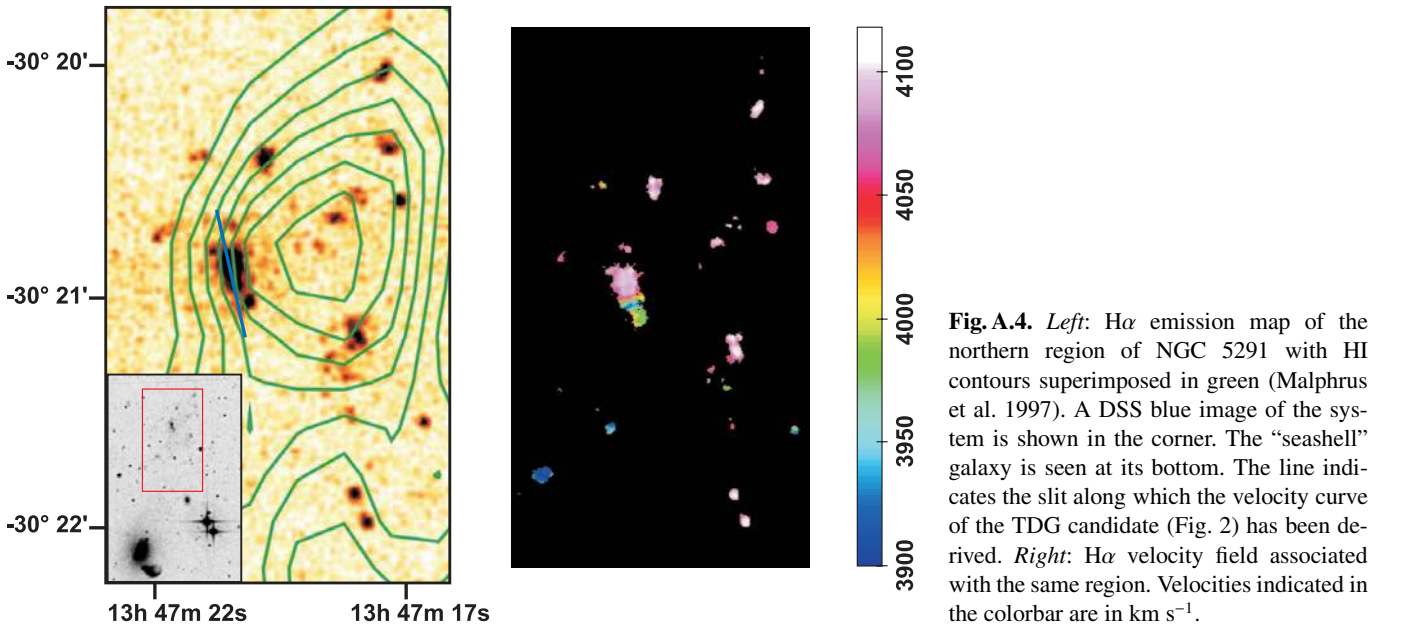 -30° 20'
-30° 21'
-30° 22'
13h 47m 22s
13h 47m 17s
4100
4050
4000
3950
3900
Fig. A.4. Left: Hα emission map of the
northern region of NGC 5291 with HI
contours superimposed in green (Malphrus
et al. 1997). A DSS blue image of the sys-
tem is shown in the corner. The “seashell”
galaxy is seen at its bottom. The line indi-
cates the slit along which the velocity curve
of the TDG candidate (Fig. 2) has been de-
rived. Right: Hα velocity field associated
with the same region. Velocities indicated in
the colorbar are in km s⁻¹.